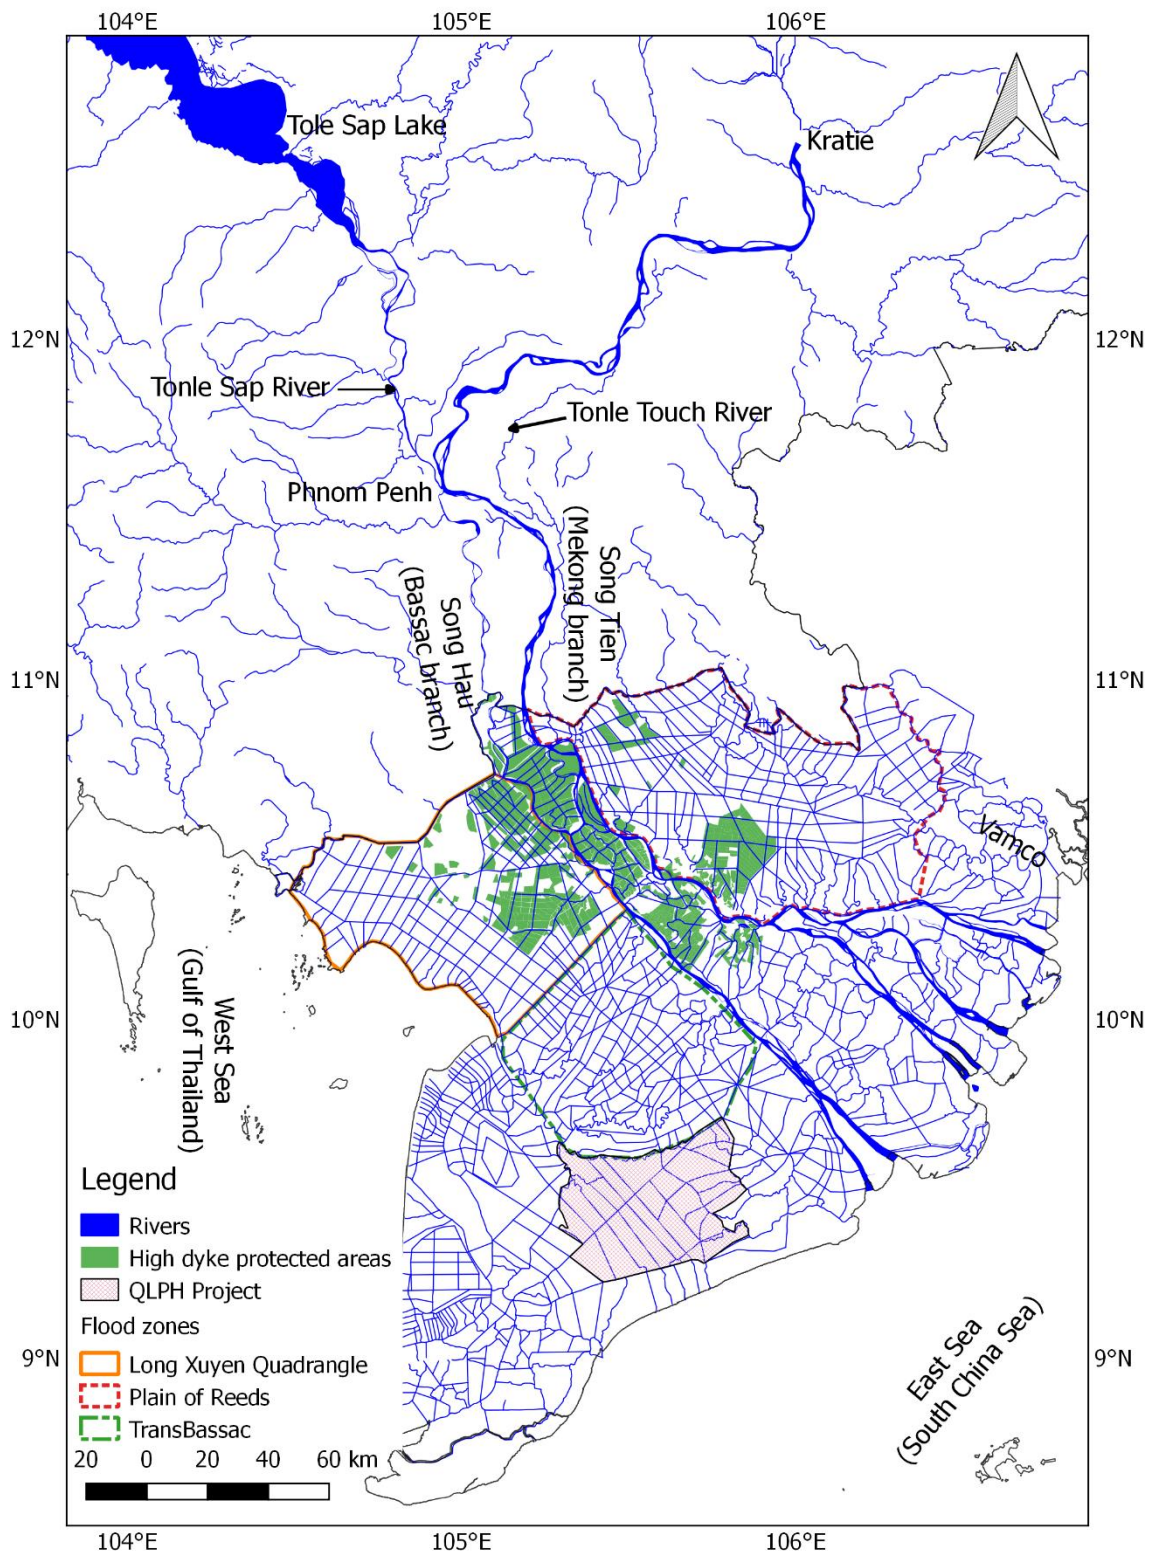 104°E 105°E 106°E
Tole Sap Lake
Kratie
12°N 12°N
Tonle Sap River
Tonle Touch River
Phnom Penh
Song Tien
(Mekong branch)
Song Hau
(Bassac branch)
11°N 11°N
Vamco
West Sea
(Gulf of Thailand)
10°N 10°N
Legend
Rivers
High dyke protected areas
QLPH Project
Flood zones
Long Xuyen Quadrangle
Plain of Reeds
TransBassac
9°N 9°N
East Sea
(South China Sea)
20 0 20 40 60 km
104°E 105°E 106°E